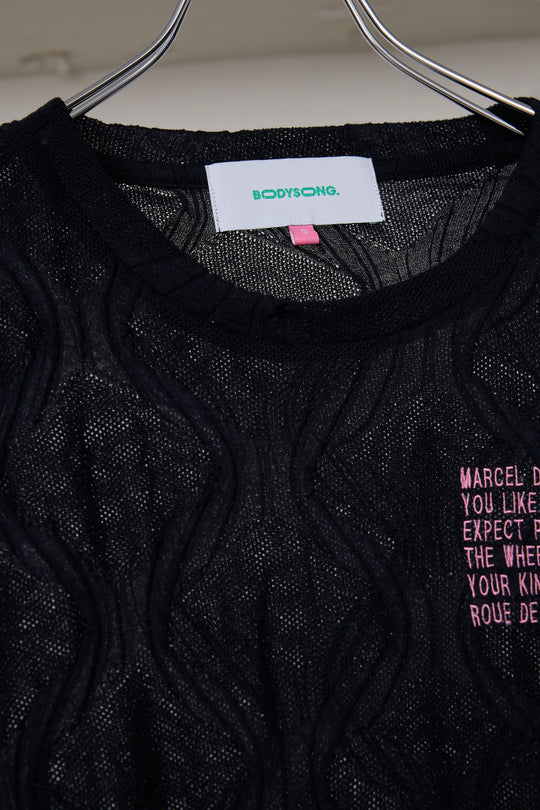 BODYSONG.
S
MARCEL D
YOU LIKE
EXPECT P
THE WHEE
YOUR KIN
ROUE DE